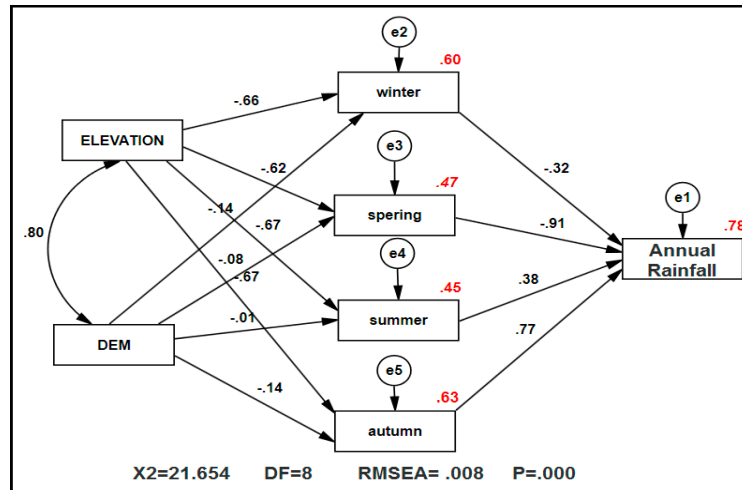 e2
.60
winter
-.66
ELEVATION
e3
-.62
.47
-.32
-.14
-.67
spering
e1
.78
-.91
Annual
Rainfall
.80
-.08
-.67
e4
.45
.38
summer
-.01
DEM
.77
e5
-.14
.63
autumn
X2=21.654 DF=8 RMSEA= .008 P=.000